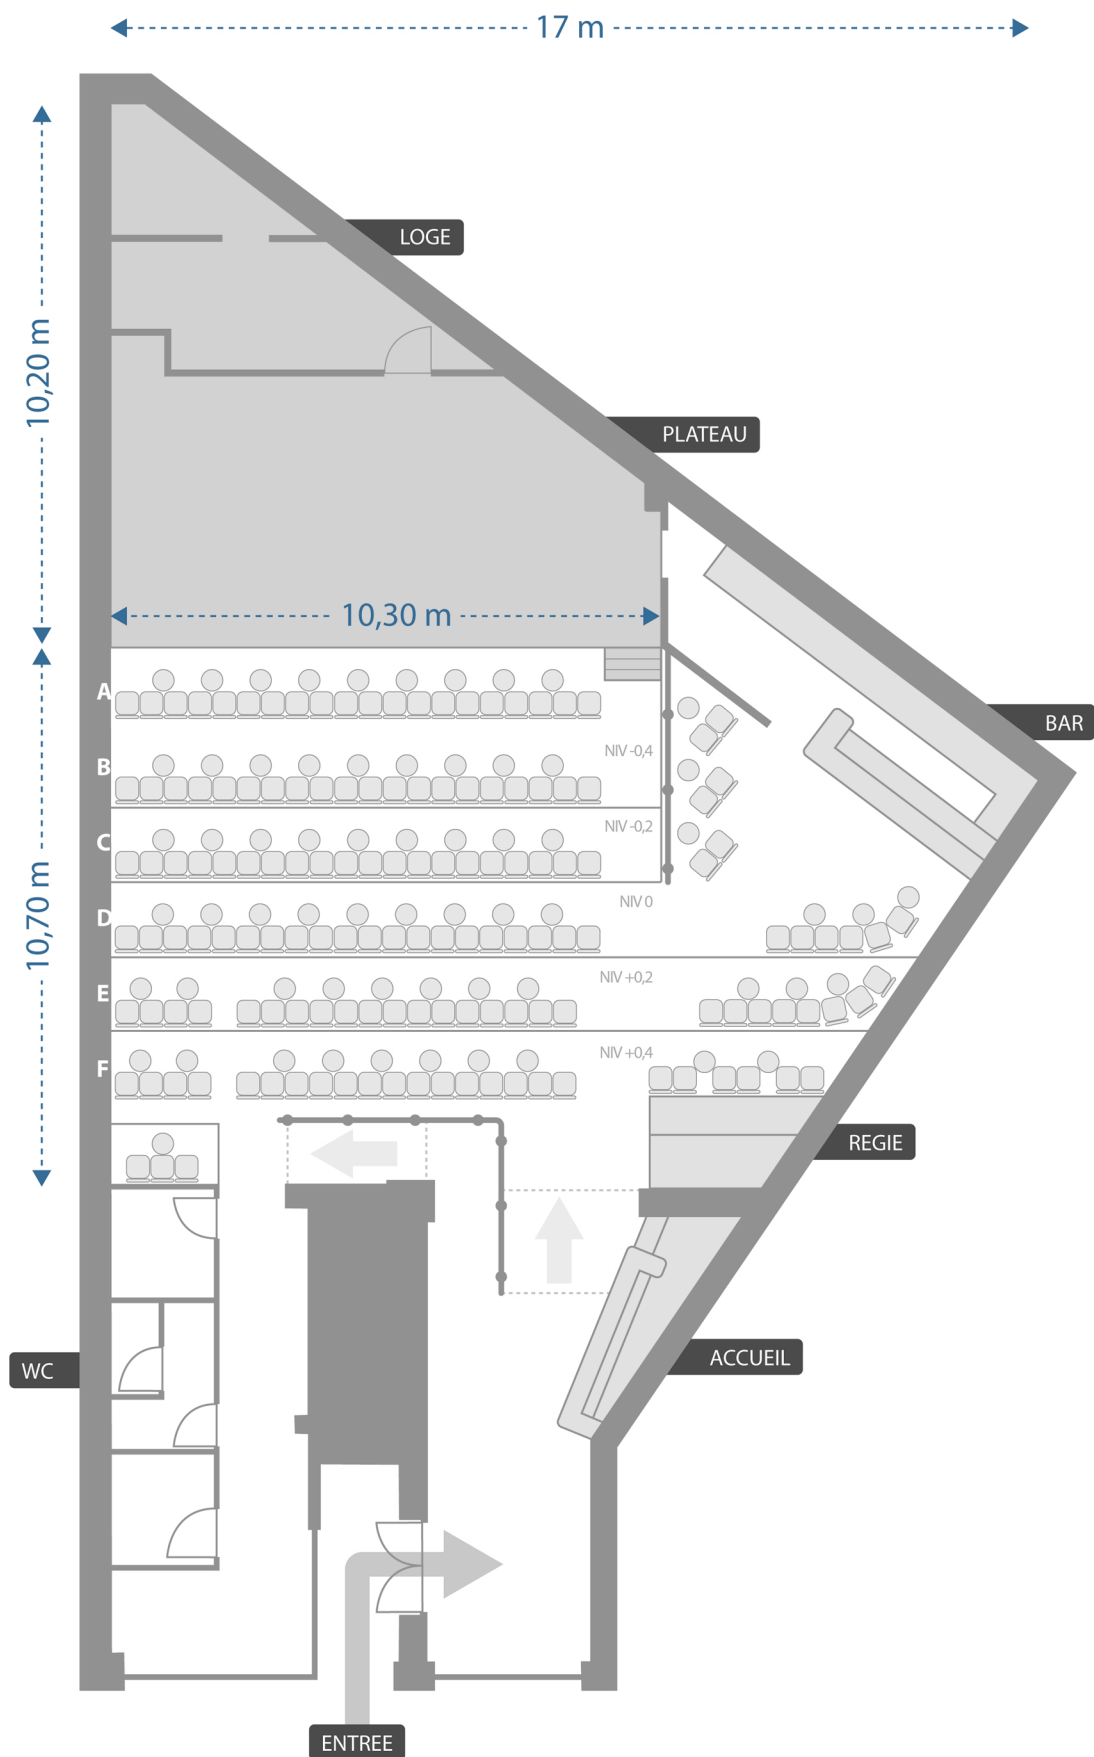 17 m
LOGE
10,20 m
PLATEAU
10,30 m
A
BAR
B
NIV -0,4
C
NIV -0,2
10,70 m
D
NIV 0
E
NIV +0,2
F
NIV +0,4
REGIE
WC
ACCUEIL
ENTREE